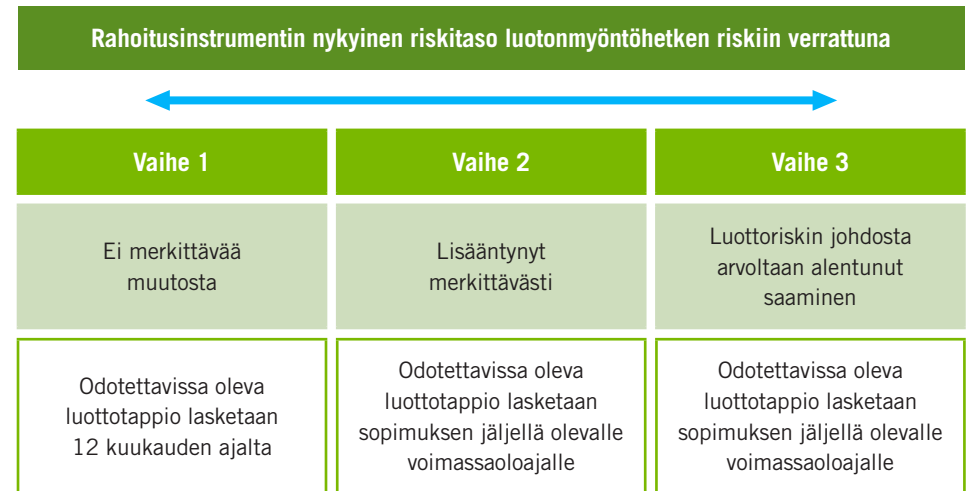 Rahoitusinstrumentin nykyinen riskitaso luotonmyöntöhetken riskiin verrattuna
Vaihe 1
Vaihe 2
Vaihe 3
Ei merkittävää
muutosta
Lisääntynyt
merkittävästi
Luottoriskin johdosta
arvoltaan alentunut
saaminen
Odotettavissa oleva
luottotappio lasketaan
12 kuukauden ajalta
Odotettavissa oleva
luottotappio lasketaan
sopimuksen jäljellä olevalle
voimassaoloajalle
Odotettavissa oleva
luottotappio lasketaan
sopimuksen jäljellä olevalle
voimassaoloajalle